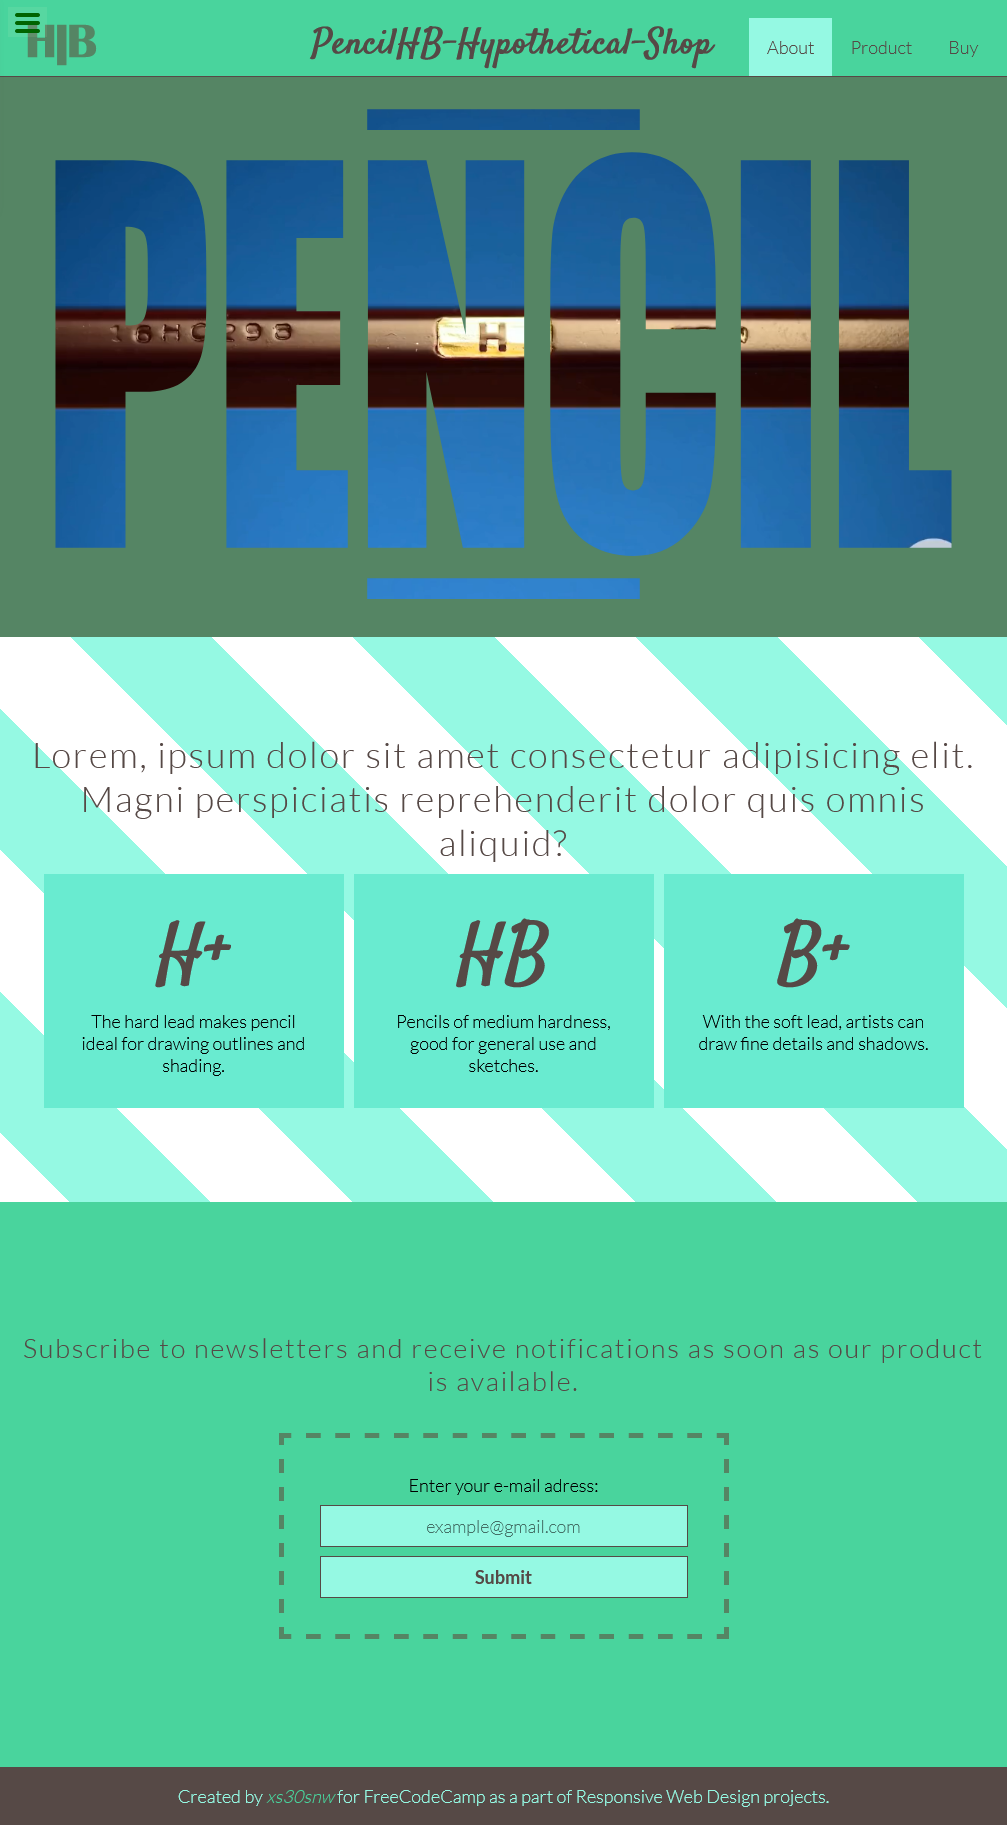 HB
PencilHB-Hypothetical-Shop
About
Product
Buy
PENCIL
H
Lorem, ipsum dolor sit amet consectetur adipisicing elit.
Magni perspiciatis reprehenderit dolor quis omnis
aliquid?
H+
HB
B+
The hard lead makes pencil
ideal for drawing outlines and
shading.
Pencils of medium hardness,
good for general use and
sketches.
With the soft lead, artists can
draw fine details and shadows.
Subscribe to newsletters and receive notifications as soon as our product
is available.
Enter your e-mail adress:
example@gmail.com
Submit
Created by xs30snw for FreeCodeCamp as a part of Responsive Web Design projects.